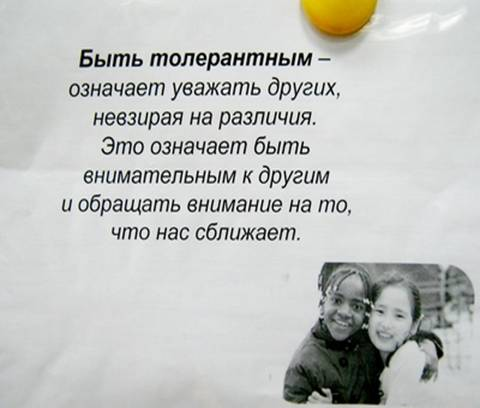 Быть толерантным –
означает уважать других,
невзирая на различия.
Это означает быть
внимательным к другим
и обращать внимание на то,
что нас сближает.